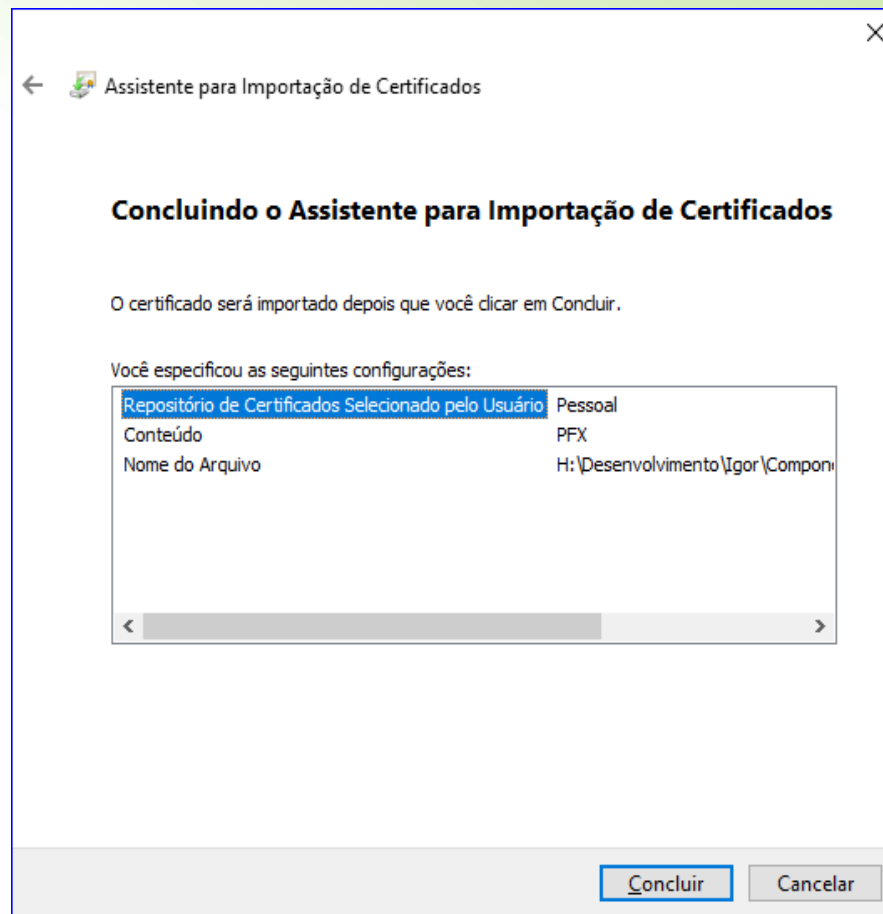 Assistente para Importação de Certificados
Concluindo o Assistente para Importação de Certificados
O certificado será importado depois que você clicar em Concluir.
Você especificou as seguintes configurações:
Repositório de Certificados Selecionado pelo Usuário Pessoal
Conteúdo PFX
Nome do Arquivo H:\Desenvolvimento\Igor\Compon
Concluir Cancelar